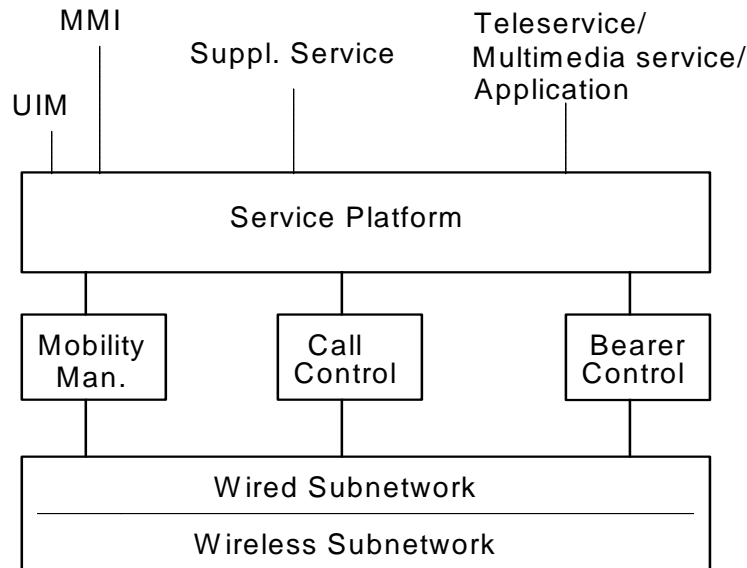 MMI
UIM
Suppl. Service
Teleservice/
Multimedia service/
Application
Service Platform
Mobility
Man.
Call
Control
Bearer
Control
Wired Subnetwork
Wireless Subnetwork